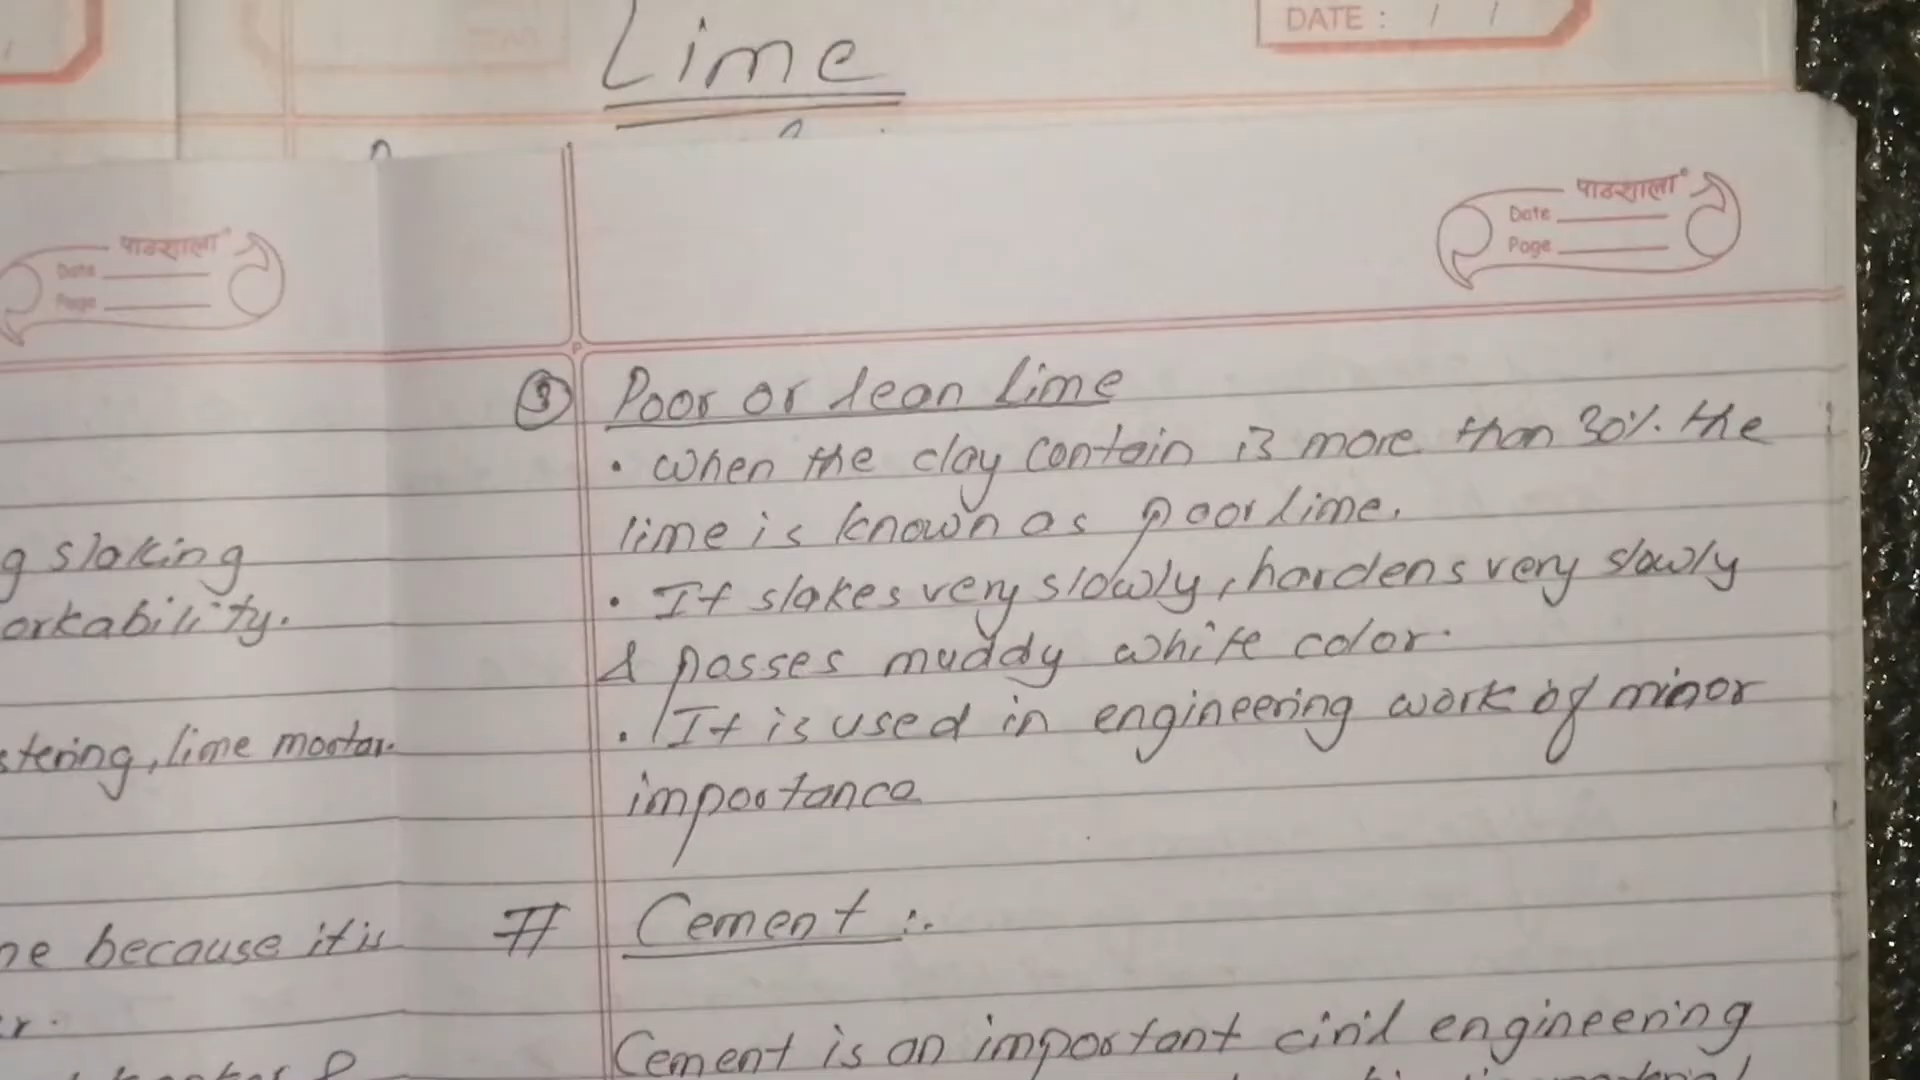 Lime
DATE : / /
पाठशाला
Date
Page
पाठशाला
Date
Page
g slaking
orkability.
stering, lime mortar.
ne because it is
er.
③ Poor or lean Lime
• when the clay contain is more than 30%. the
lime is known as poor lime.
• It slakes very slowly, hardens very slowly
& posses muddy white color.
• It is used in engineering work of minor
importance
# Cement :.
Cement is an important civil engineering